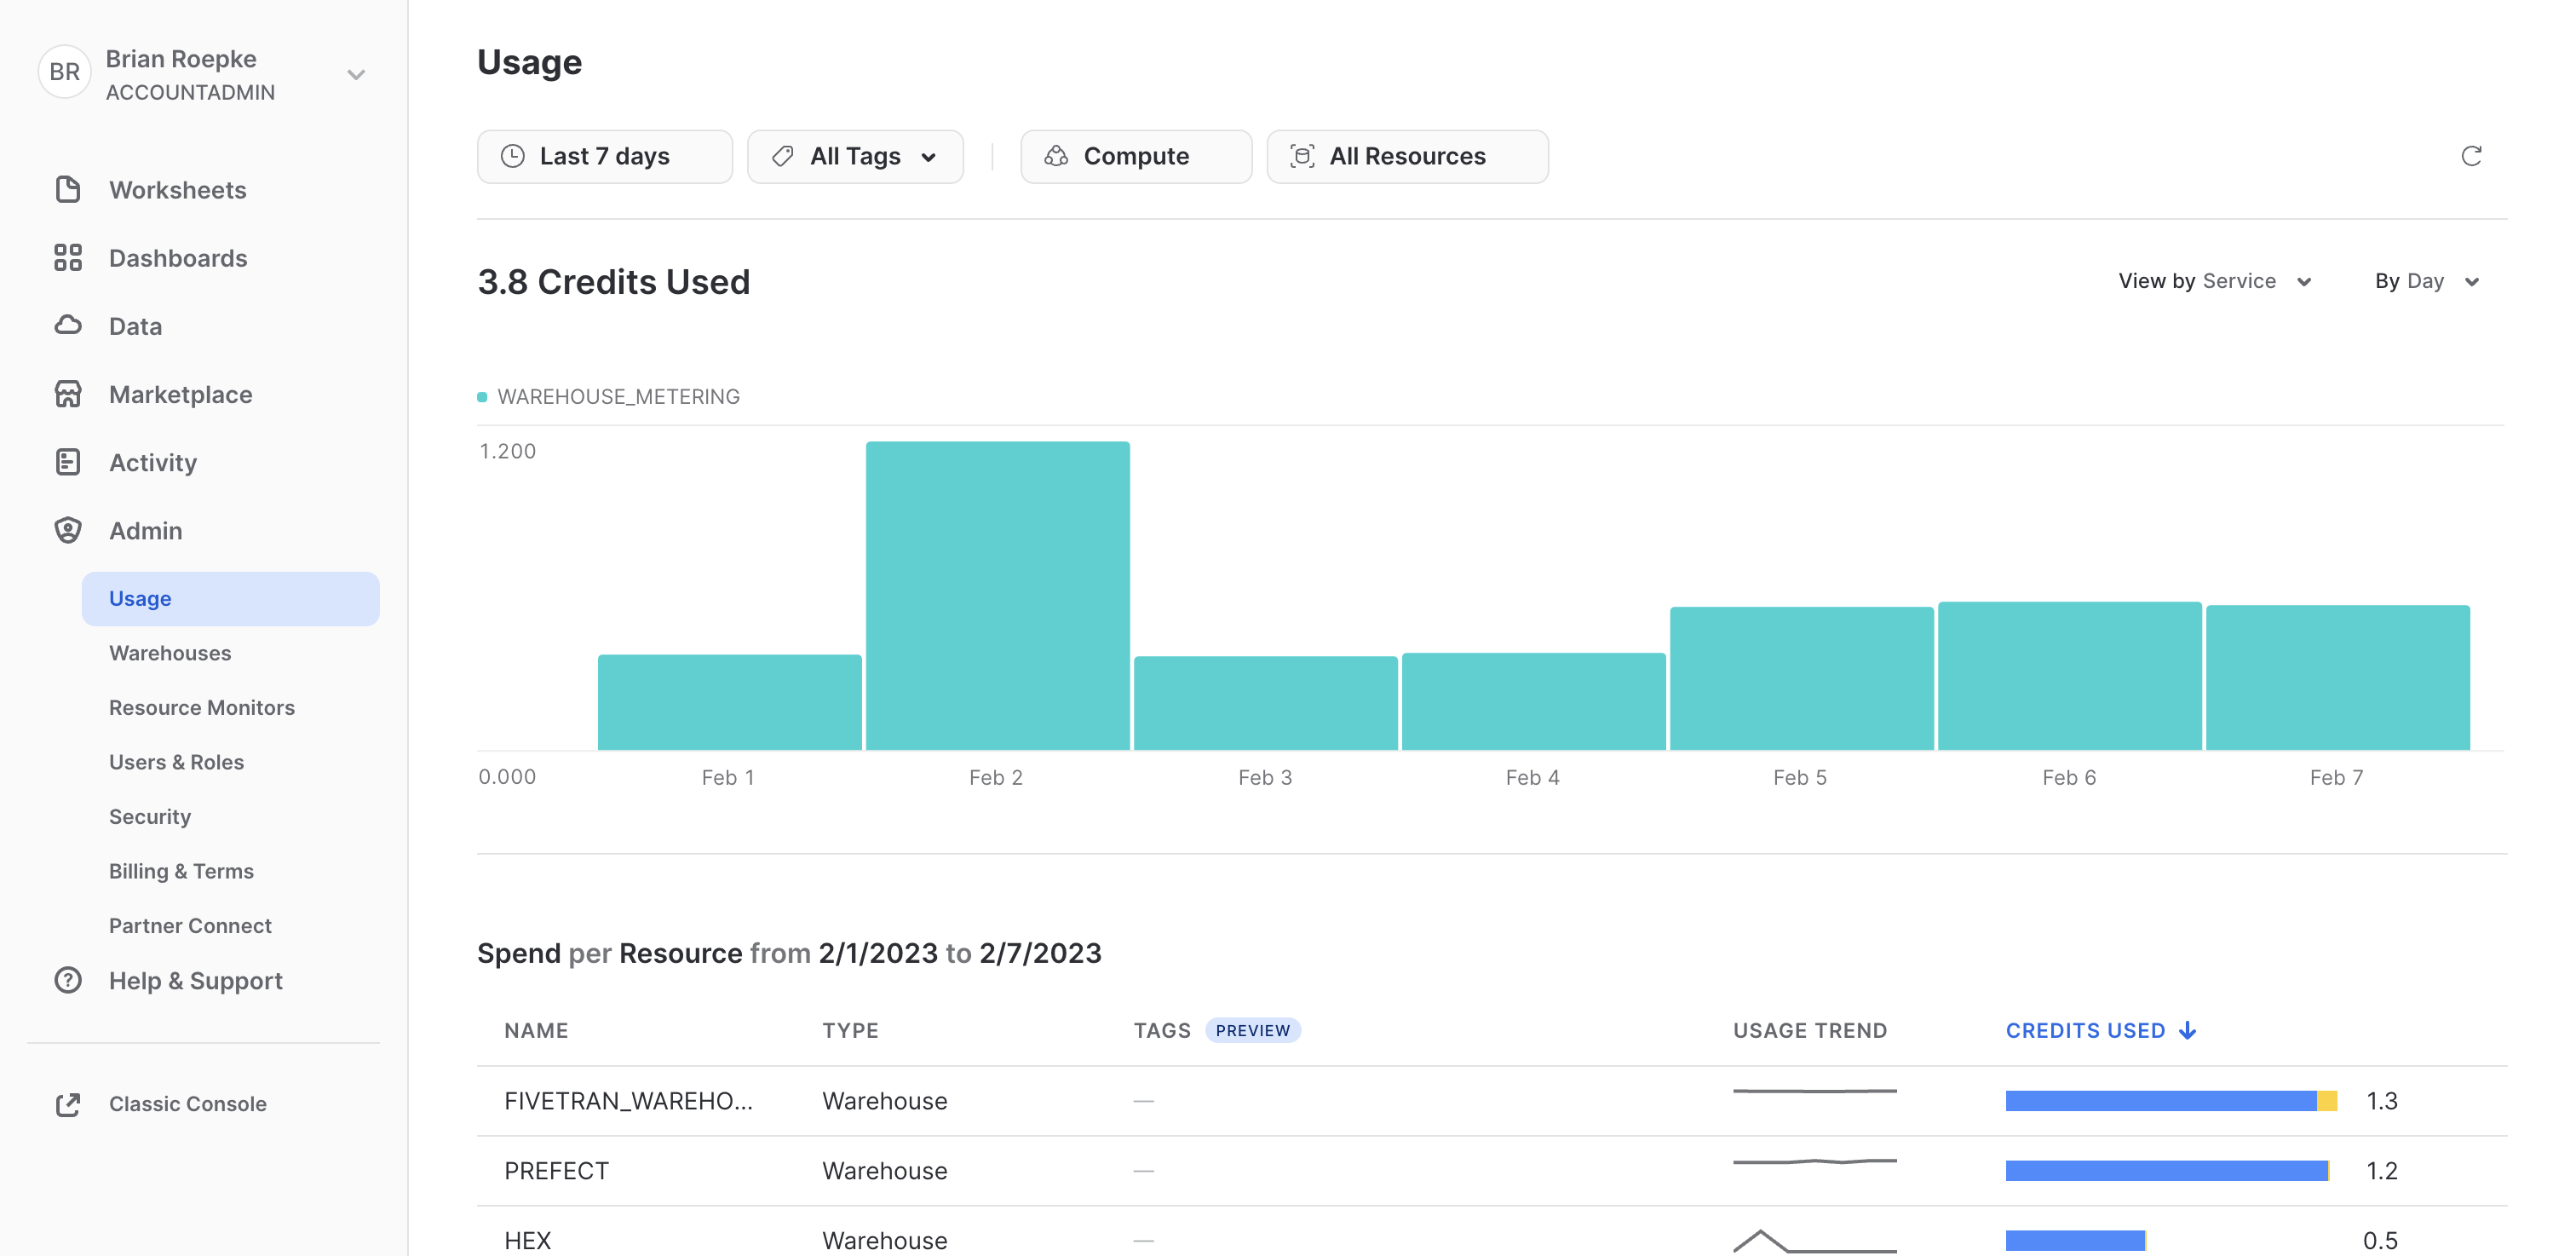 BR
Brian Roepke
ACCOUNTADMIN
Worksheets
Dashboards
Data
Marketplace
Activity
Admin
Usage
Warehouses
Resource Monitors
Users & Roles
Security
Billing & Terms
Partner Connect
Help & Support
Classic Console
Usage
Last 7 days
All Tags
Compute
All Resources
3.8 Credits Used
View by Service
By Day
WAREHOUSE_METERING
1.200
0.000
Feb 1
Feb 2
Feb 3
Feb 4
Feb 5
Feb 6
Feb 7
Spend per Resource from 2/1/2023 to 2/7/2023
NAME TYPE TAGS PREVIEW USAGE TREND CREDITS USED
FIVETRAN_WAREHO... Warehouse — 1.3
PREFECT Warehouse — 1.2
HEX Warehouse — 0.5